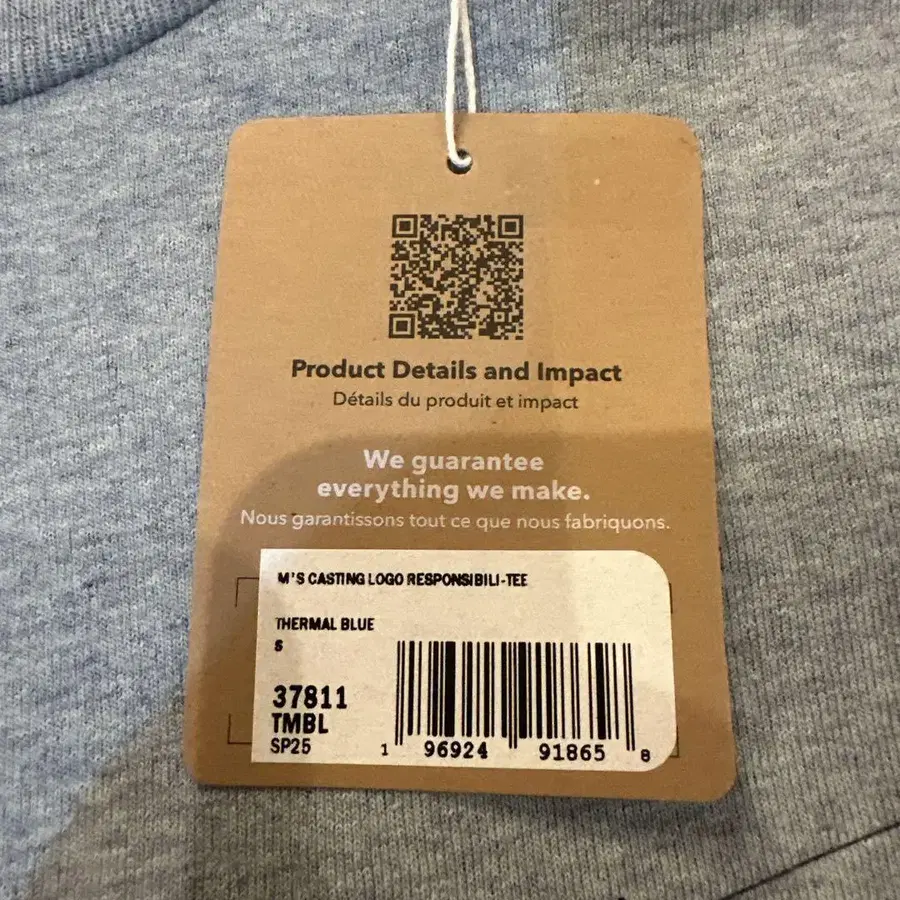 Product Details and Impact
Détails du produit et impact
We guarantee
everything we make.
Nous garantissons tout ce que nous fabriquons.
M'S CASTING LOGO RESPONSIBILI-TEE
THERMAL BLUE
S
37811
TMBL
SP25
1 96924 91865 8